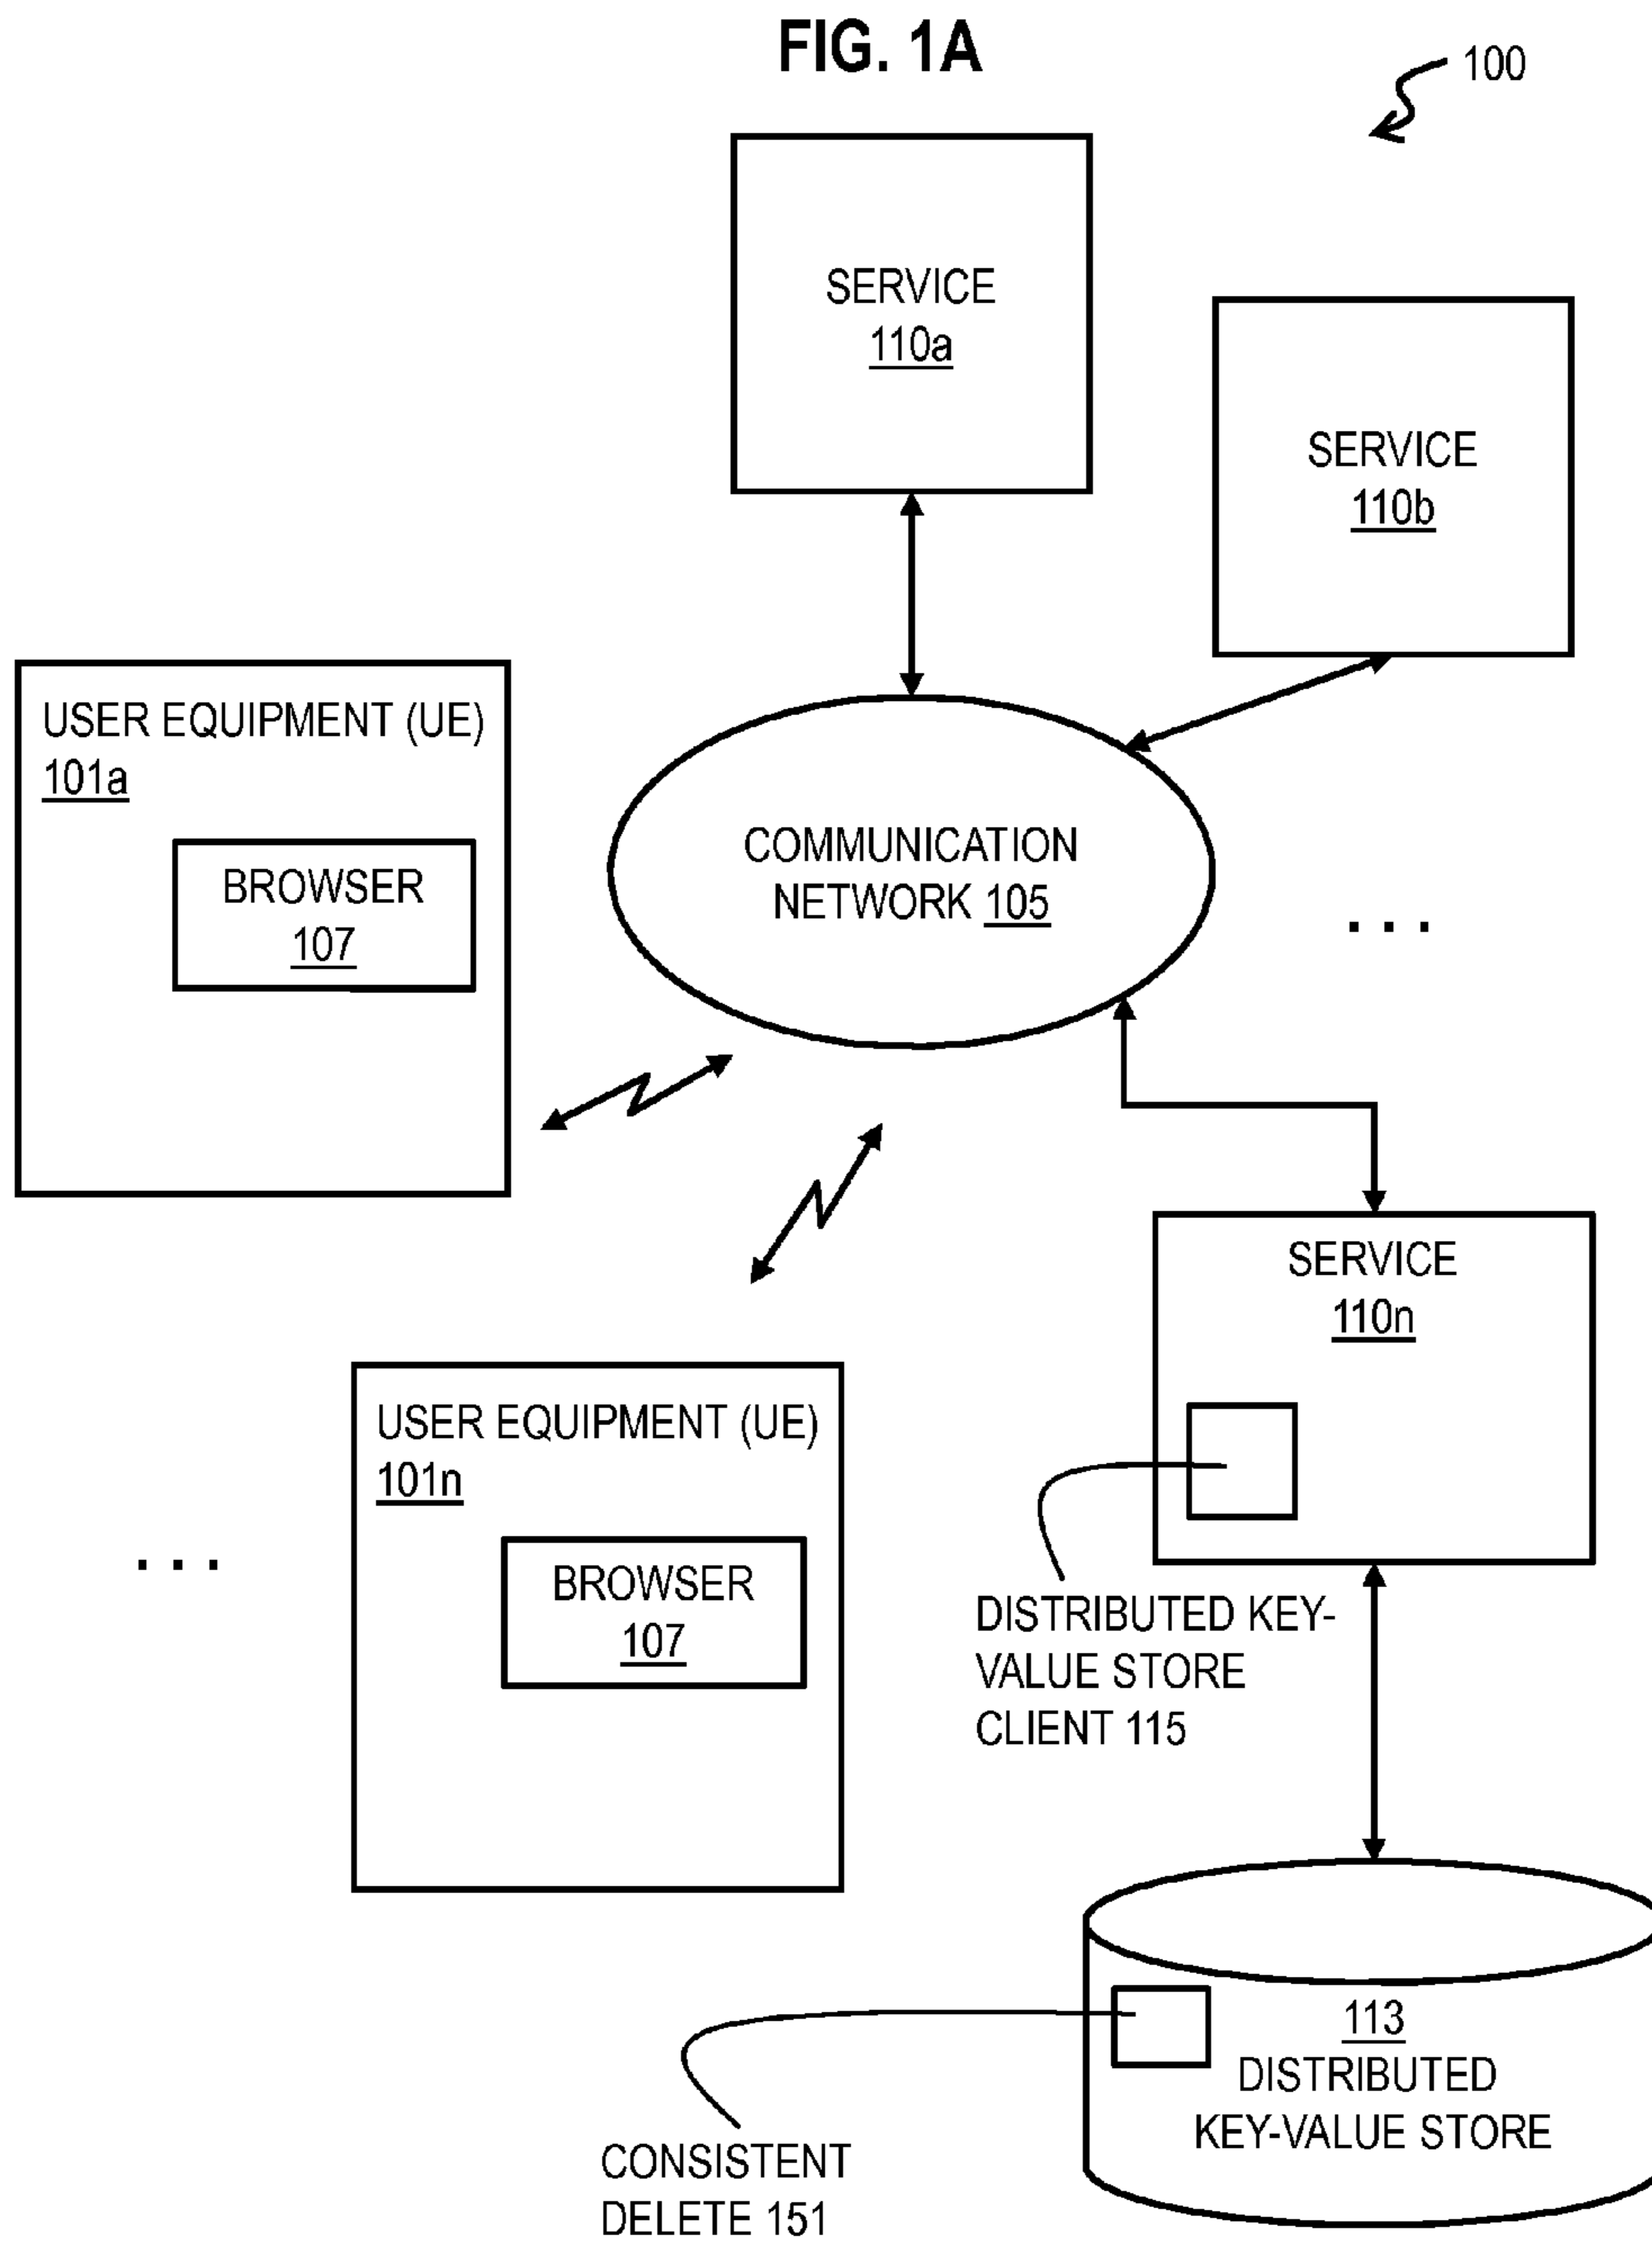 FIG. 1A
100
SERVICE
110a
SERVICE
110b
USER EQUIPMENT (UE)
101a
BROWSER
107
COMMUNICATION
NETWORK 105
. . .
SERVICE
110n
USER EQUIPMENT (UE)
101n
BROWSER
107
. . .
DISTRIBUTED KEY-
VALUE STORE
CLIENT 115
113
DISTRIBUTED
KEY-VALUE STORE
CONSISTENT
DELETE 151